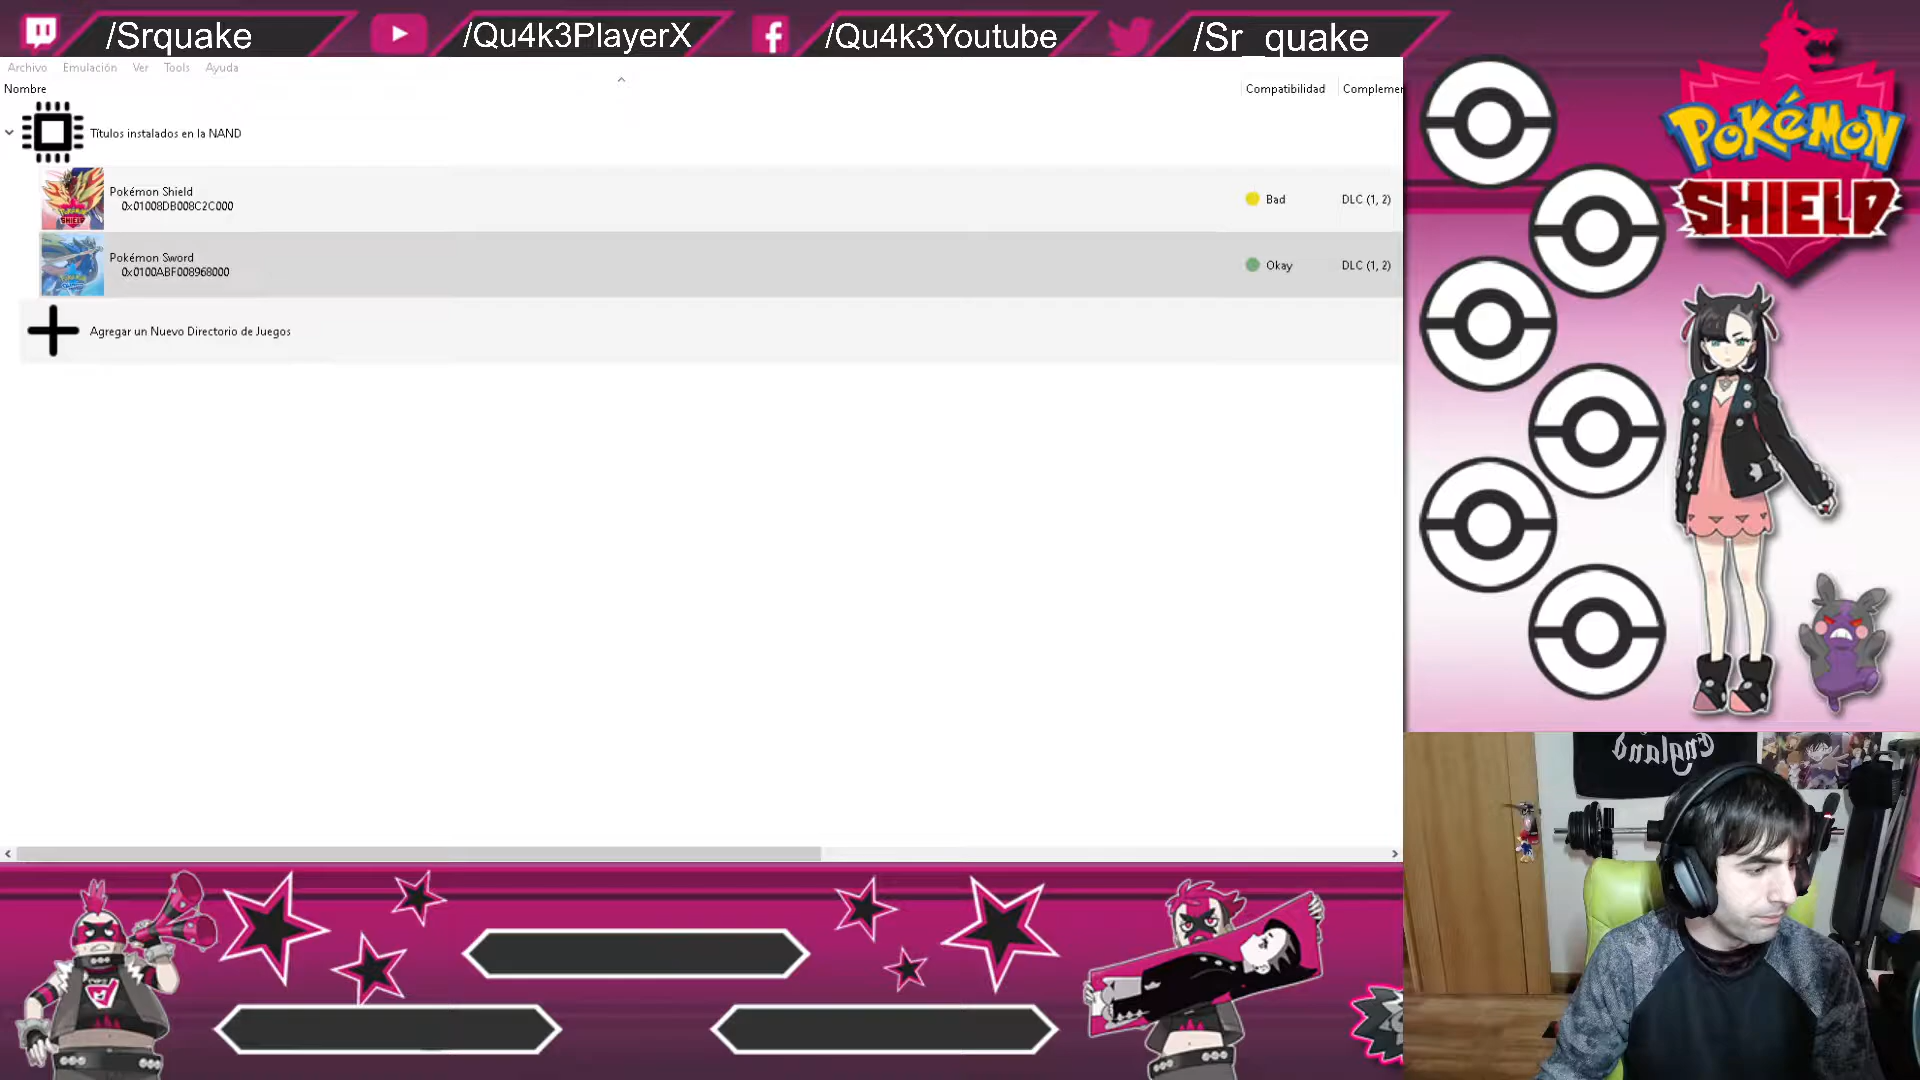 /Srquake
/Qu4k3PlayerX
/Qu4k3Youtube
/Sr_quake
Archivo Emulación Ver Tools Ayuda
Nombre Compatibilidad Complemen
Títulos instalados en la NAND
Pokémon Shield
0x01008DB008C2C000
Bad DLC (1, 2)
Pokémon Sword
0x0100ABF008968000
Okay DLC (1, 2)
Agregar un Nuevo Directorio de Juegos
POKéMON
SHIELD
England